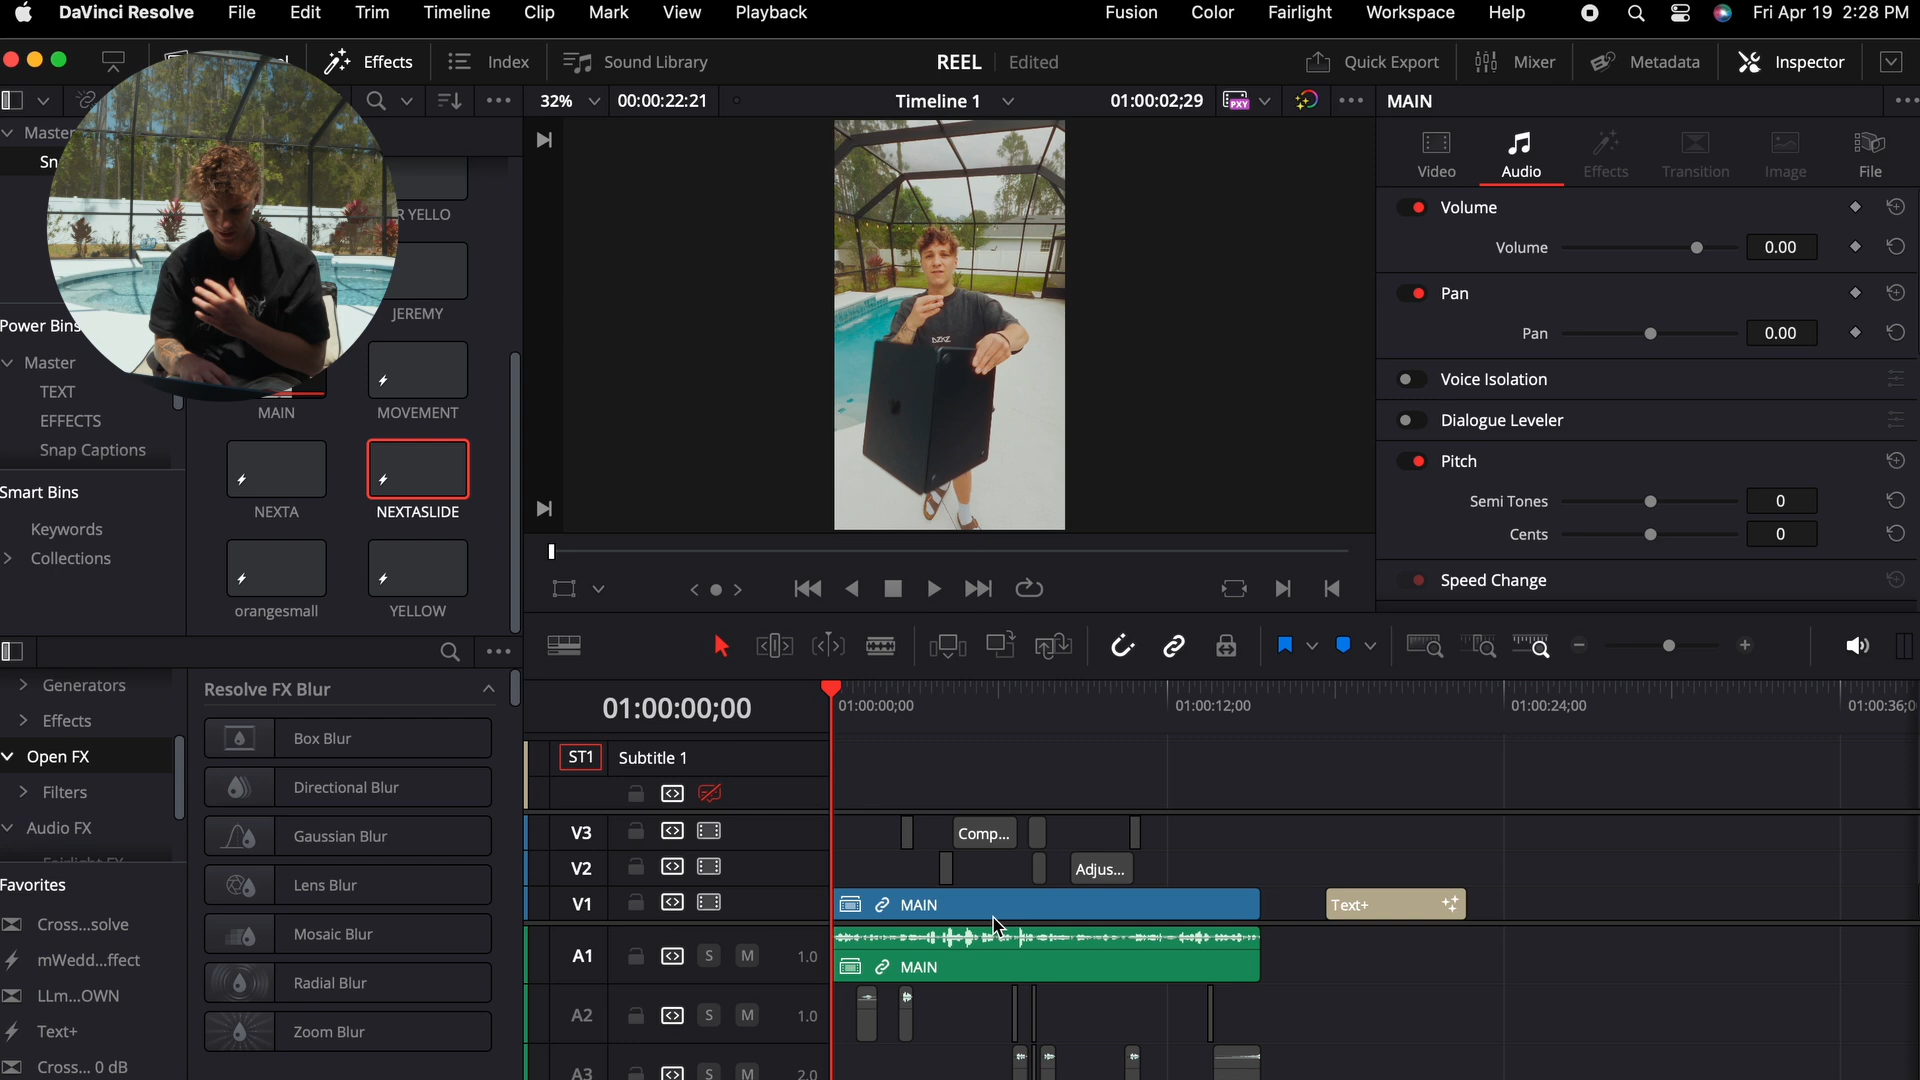 DaVinci Resolve File Edit Trim Timeline Clip Mark View Playback Fusion Color Fairlight Workspace Help Fri Apr 19 2:28 PM
Effects Index Sound Library REEL Edited Quick Export Mixer Metadata Inspector
32% 00:00:22:21 Timeline 1 01:00:02;29 PXY MAIN
Master
Video Audio Effects Transition Image File
R YELLO
JEREMY
Power Bins
Master
TEXT
EFFECTS
Snap Captions
MAIN MOVEMENT
NEXTA NEXTASLIDE
orangesmall YELLOW
Smart Bins
Keywords
Collections
DZKZ
Volume
Volume 0.00
Pan
Pan 0.00
Voice Isolation
Dialogue Leveler
Pitch
Semi Tones 0
Cents 0
Speed Change
Generators
Effects
Open FX
Filters
Audio FX
Fairlight FX
Favorites
Cross...solve
mWedd...ffect
LLm...OWN
Text+
Cross... 0 dB
Resolve FX Blur
Box Blur
Directional Blur
Gaussian Blur
Lens Blur
Mosaic Blur
Radial Blur
Zoom Blur
01:00:00;00 01:00:00;00 01:00:12;00 01:00:24;00 01:00:36;0
ST1 Subtitle 1
V3 Comp...
V2 Adjus...
V1 MAIN Text+
A1 S M 1.0 MAIN
A2 S M 1.0
A3 S M 2.0